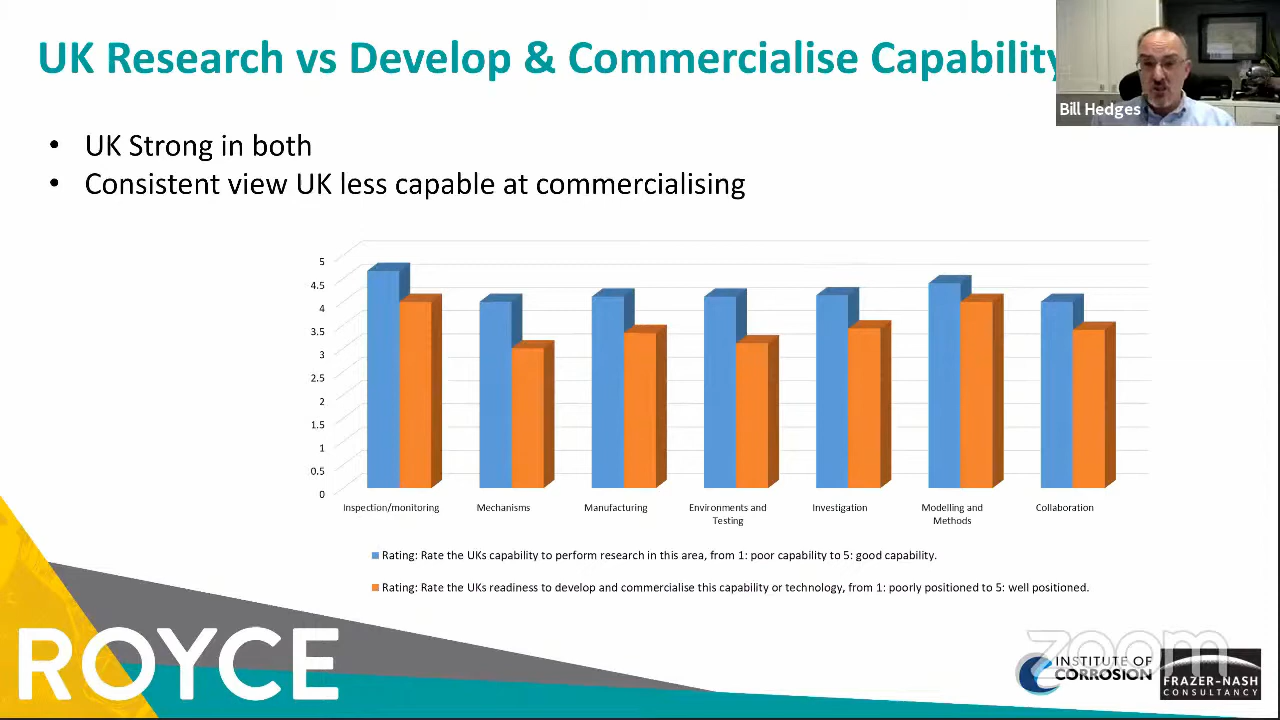 UK Research vs Develop & Commercialise Capability
Bill Hedges
• UK Strong in both
• Consistent view UK less capable at commercialising
5
4.5
4
3.5
3
2.5
2
1.5
1
0.5
0
Inspection/monitoring
Mechanisms
Manufacturing
Environments and
Testing
Investigation
Modelling and
Methods
Collaboration
Rating: Rate the UKs capability to perform research in this area, from 1: poor capability to 5: good capability.
Rating: Rate the UKs readiness to develop and commercialise this capability or technology, from 1: poorly positioned to 5: well positioned.
ROYCE
zoom
INSTITUTE OF
CORROSION
FRAZER-NASH
CONSULTANCY